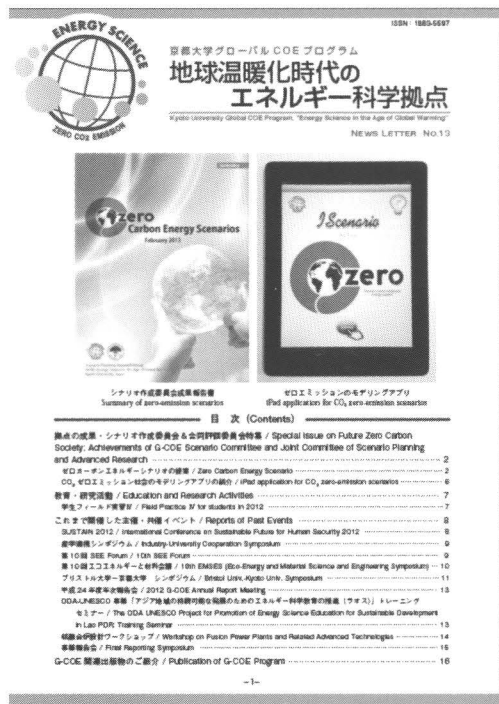 ISSN : 1883-5597
ENERGY SCIENCE
ZERO CO2 EMISSION
京都大学グローバルCOEプログラム
地球温暖化時代の
エネルギー科学拠点
Kyoto University Global COE Program, "Energy Science in the Age of Global Warming"
NEWS LETTER No.13
zero
Carbon Energy Scenarios
February 2013
I Scenario
zero
シナリオ作成委員会成果報告書
Summary of zero-emission scenarios
ゼロエミッションのモデリングアプリ
iPad application for CO2 zero-emission scenarios
目 次 (Contents)
拠点の成果・シナリオ作成委員会&合同評議委員会特集 / Special Issue on Future Zero Carbon
Society; Achievements of G-COE Scenario Committee and Joint Committee of Scenario Planning
and Advanced Research 2
ゼロカーボンエネルギーシナリオの提案 / Zero Carbon Energy Scenario 2
CO2 ゼロエミッション社会のモデリングアプリの紹介 / iPad application for CO2 zero-emission scenarios 6
教育・研究活動 / Education and Research Activities 7
学生フィールド実習Ⅳ / Field Practice Ⅳ for students in 2012 7
これまで開催した主催・共催イベント / Reports of Past Events 8
SUSTAIN 2012 / International Conference on Sustainable Future for Human Security 2012 8
産学連携シンポジウム / Industry-University Cooperation Symposium 9
第10回 SEE Forum / 10th SEE Forum 9
第10回エコエネルギーと材料会議 / 10th EMSES (Eco-Energy and Material Science and Engineering Symposium) 10
ブリストル大学ー京都大学 シンポジウム / Bristol Univ.-Kyoto Univ. Symposium 11
平成24年度年次報告会 / 2012 G-COE Annual Report Meeting 13
ODA-UNESCO 事業「アジア地域の持続可能な発展のためのエネルギー科学教育の推進(ラオス)」トレーニング
セミナー / The ODA UNESCO Project for Promotion of Energy Science Education for Sustainable Development
in Lao PDR: Training Seminar 13
核融合炉設計ワークショップ / Workshop on Fusion Power Plants and Related Advanced Technologies 14
事業報告会 / Final Reporting Symposium 15
G-COE 関連出版物のご紹介 / Publication of G-COE Program 16
-1-